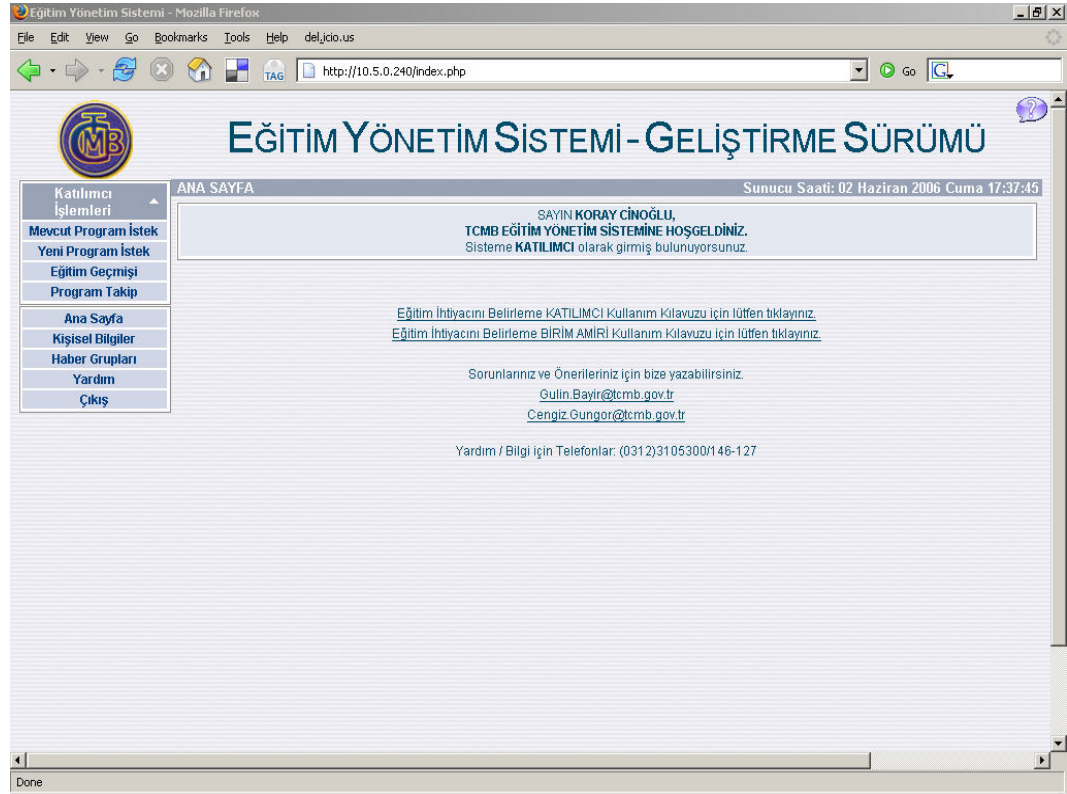 Eğitim Yönetim Sistemi - Mozilla Firefox
File Edit View Go Bookmarks Tools Help del.icio.us
TAG http://10.5.0.240/index.php Go G
CMB
EĞİTİM YÖNETİM SİSTEMİ - GELİŞTİRME SÜRÜMÜ
?
Katılımcı
İşlemleri
Mevcut Program İstek
Yeni Program İstek
Eğitim Geçmişi
Program Takip
Ana Sayfa
Kişisel Bilgiler
Haber Grupları
Yardım
Çıkış
ANA SAYFA Sunucu Saati: 02 Haziran 2006 Cuma 17:37:45
SAYIN KORAY CİNOĞLU,
TCMB EĞİTİM YÖNETİM SİSTEMİNE HOŞGELDİNİZ.
Sisteme KATILIMCI olarak girmiş bulunuyorsunuz.
Eğitim İhtiyacını Belirleme KATILIMCI Kullanım Kılavuzu için lütfen tıklayınız.
Eğitim İhtiyacını Belirleme BİRİM AMİRİ Kullanım Kılavuzu için lütfen tıklayınız.
Sorunlarınız ve Önerileriniz için bize yazabilirsiniz.
Gulin.Bayir@tcmb.gov.tr
Cengiz.Gungor@tcmb.gov.tr
Yardım / Bilgi için Telefonlar: (0312)3105300/146-127
Done